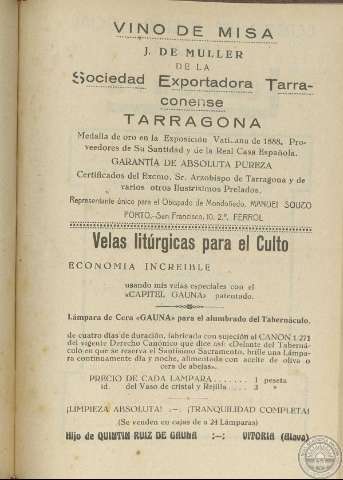 VINO DE MISA
J. DE MULLER
DE LA
Sociedad Exportadora Tarra-
conense
TARRAGONA
Medalla de oro en la Exposición Vaticana de 1888, Pro-
veedores de Su Santidad y de la Real Casa Española.
GARANTÍA DE ABSOLUTA PUREZA
Certificados del Excmo. Sr. Arzobispo de Tarragona y de
varios otros Ilustrísimos Prelados.
Representante único para el Obispado de Mondoñedo, MANUEL SOUZO
PORTO.-San Francisco, 10, 2.º FERROL
Velas litúrgicas para el Culto
ECONOMIA INCREIBLE
usando mis velas especiales con el
«CAPITEL GAUNA» patentado.
Lámpara de Cera «GAUNA» para el alumbrado del Tabernáculo.
de cuatro días de duración, fabricada con sujeción al CANON 1.271
del vigente Derecho Canónico que dice así: «Delante del Taberná-
culo en que se reserva el Santísimo Sacramento, brille una Lámpa-
ra continuamente día y noche, alimentada con aceite de oliva o
cera de abejas».
PRECIO DE CADA LAMPARA....... 1 peseta
id. del Vaso de cristal y Rejilla... 3 »
¡LIMPIEZA ABSOLUTA! :—: ¡TRANQUILIDAD COMPLETA!
(Se venden en cajas de a 24 Lámparas)
Hijo de QUINTIN RUIZ DE GAUNA :—: VITORIA (Alava)